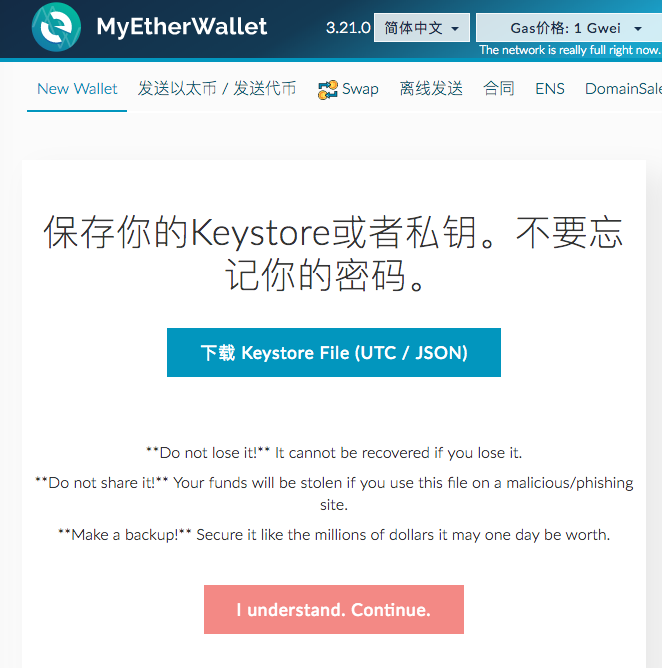 MyEtherWallet
3.21.0 简体中文 Gas价格: 1 Gwei
The network is really full right now.
New Wallet 发送以太币 / 发送代币 Swap 离线发送 合同 ENS DomainSale
保存你的Keystore或者私钥。不要忘
记你的密码。
下载 Keystore File (UTC / JSON)
**Do not lose it!** It cannot be recovered if you lose it.
**Do not share it!** Your funds will be stolen if you use this file on a malicious/phishing
site.
**Make a backup!** Secure it like the millions of dollars it may one day be worth.
I understand. Continue.